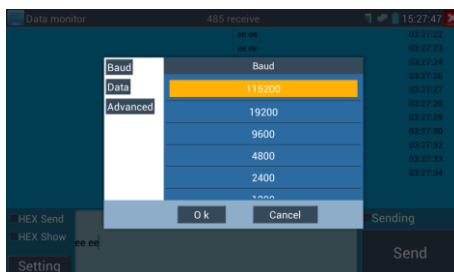 Data monitor 485 receive 15:27:47
ee ee 03:27:22
ee ee 03:27:23
03:27:24
03:27:26
03:27:27
03:27:28
03:27:29
03:27:30
03:27:32
03:27:33
03:27:34
Baud
Data
Advanced
Baud
115200
19200
9600
4800
2400
1200
Ok Cancel
HEX Send
HEX Show
ee ee
Setting
Sending
Send